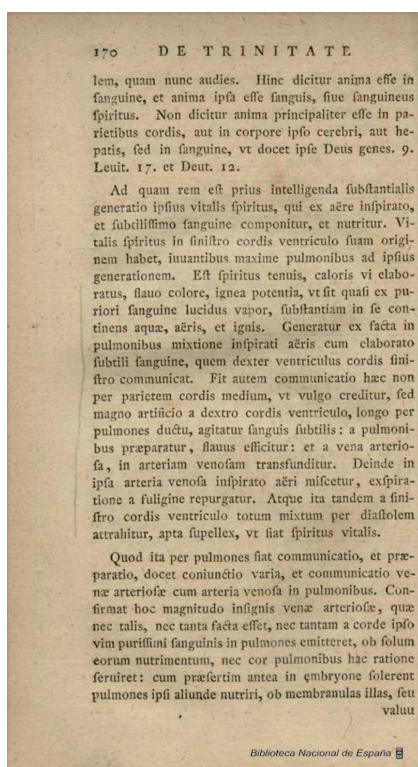 170 DE TRINITATE
lem, quam nunc audies. Hinc dicitur anima eſſe in
ſanguine, et anima ipſa eſſe ſanguis, ſiue ſanguineus
ſpiritus. Non dicitur anima principaliter eſſe in pa-
rietibus cordis, aut in corpore ipſo cerebri, aut he-
patis, ſed in ſanguine, vt docet ipſe Deus genes. 9.
Leuit. 17. et Deut. 12.
Ad quam rem eſt prius intelligenda ſubſtantialis
generatio ipſius vitalis ſpiritus, qui ex aëre inſpirato,
et ſubtiliſſimo ſanguine componitur, et nutritur. Vi-
talis ſpiritus in ſiniſtro cordis ventriculo ſuam origi-
nem habet, iuuantibus maxime pulmonibus ad ipſius
generationem. Eſt ſpiritus tenuis, caloris vi elabo-
ratus, flauo colore, ignea potentia, vt ſit quaſi ex pu-
riori ſanguine lucidus vapor, ſubſtantiam in ſe con-
tinens aquæ, aëris, et ignis. Generatur ex facta in
pulmonibus mixtione inſpirati aëris cum elaborato
ſubtili ſanguine, quem dexter ventriculus cordis ſini-
ſtro communicat. Fit autem communicatio hæc non
per parietem cordis medium, vt vulgo creditur, ſed
magno artificio a dextro cordis ventriculo, longo per
pulmones ductu, agitatur ſanguis ſubtilis: a pulmoni-
bus præparatur, flauus efficitur: et a vena arterio-
ſa, in arteriam venoſam transfunditur. Deinde in
ipſa arteria venoſa inſpirato aëri miſcetur, exſpira-
tione a fuligine repurgatur. Atque ita tandem a ſini-
ſtro cordis ventriculo totum mixtum per diaſtolem
attrahitur, apta ſupellex, vt fiat ſpiritus vitalis.
Quod ita per pulmones fiat communicatio, et præ-
paratio, docet coniunctio varia, et communicatio ve-
næ arterioſæ cum arteria venoſa in pulmonibus. Con-
firmat hoc magnitudo inſignis venæ arterioſæ, quæ
nec talis, nec tanta facta eſſet, nec tantam a corde ipſo
vim puriſſimi ſanguinis in pulmones emitteret, ob ſolum
eorum nutrimentum, nec cor pulmonibus hac ratione
ſeruiret: cum præſertim antea in embryone ſolerent
pulmones ipſi aliunde nutriri, ob membranulas illas, ſeu
valuu
Biblioteca Nacional de España